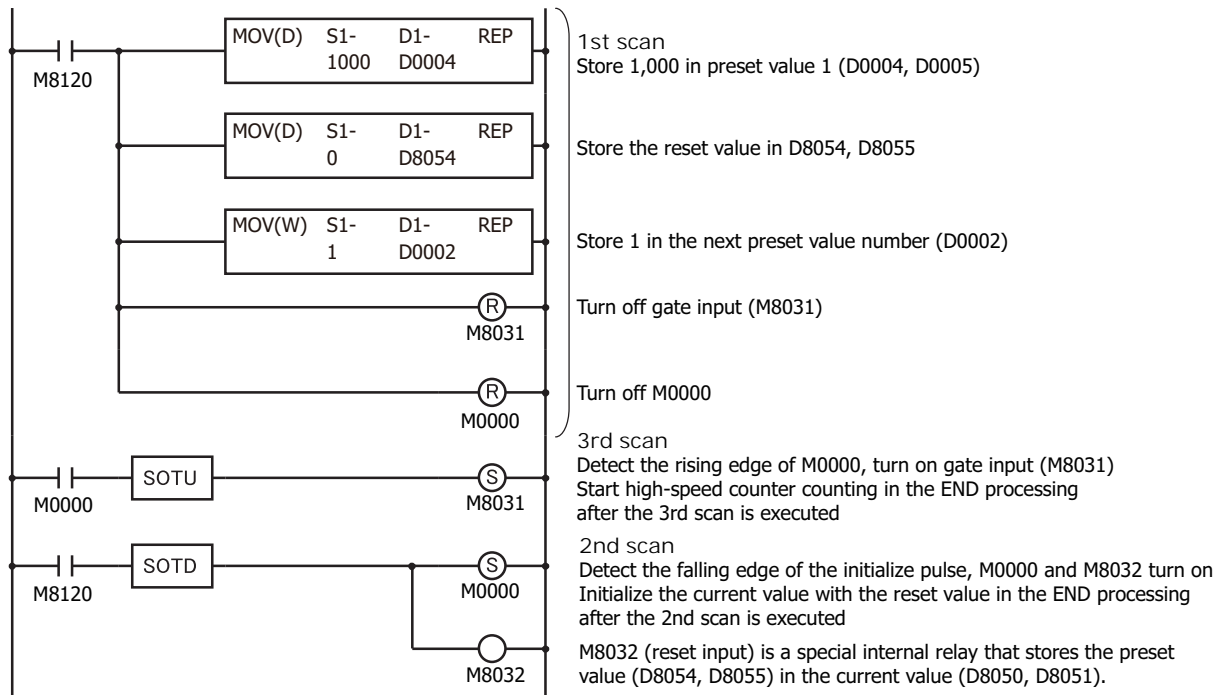 MOV(D) S1- D1- REP
1000 D0004
M8120
1st scan
Store 1,000 in preset value 1 (D0004, D0005)
MOV(D) S1- D1- REP
0 D8054
Store the reset value in D8054, D8055
MOV(W) S1- D1- REP
1 D0002
Store 1 in the next preset value number (D0002)
R
M8031
Turn off gate input (M8031)
R
M0000
Turn off M0000
M0000
SOTU
S
M8031
3rd scan
Detect the rising edge of M0000, turn on gate input (M8031)
Start high-speed counter counting in the END processing
after the 3rd scan is executed
M8120
SOTD
S
M0000
2nd scan
Detect the falling edge of the initialize pulse, M0000 and M8032 turn on
Initialize the current value with the reset value in the END processing
after the 2nd scan is executed
M8032
M8032 (reset input) is a special internal relay that stores the preset
value (D8054, D8055) in the current value (D8050, D8051).